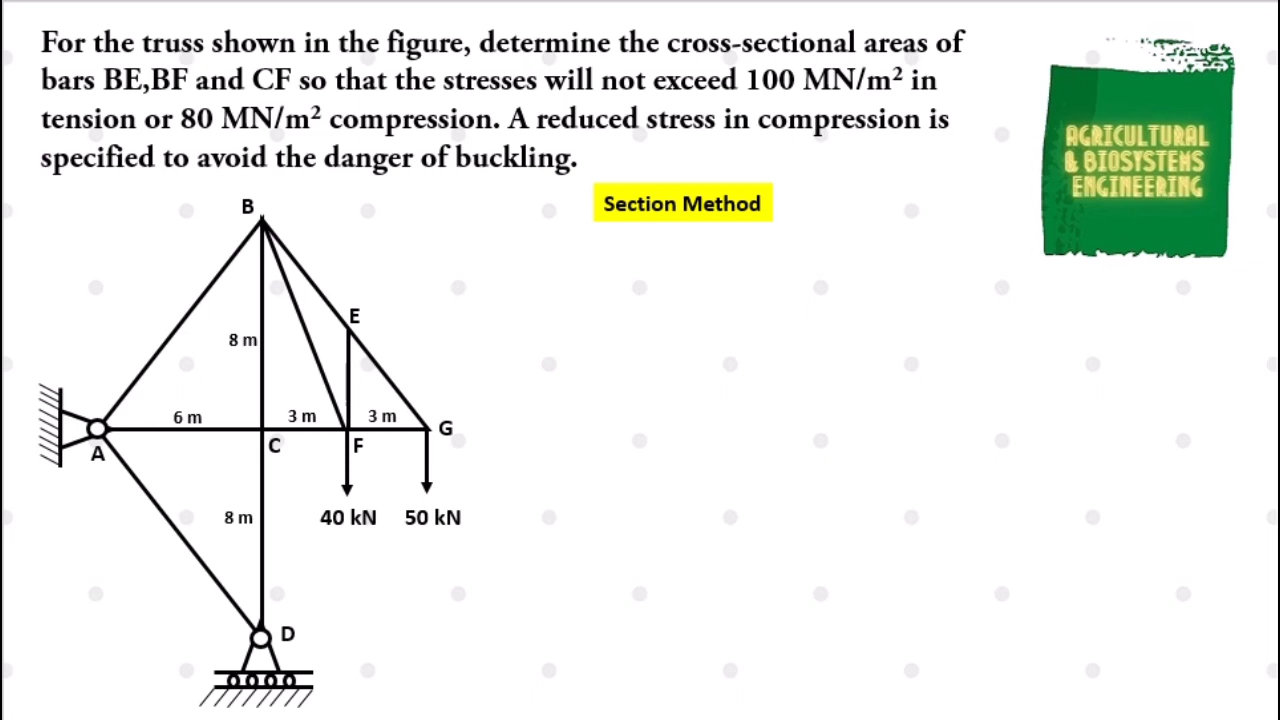 For the truss shown in the figure, determine the cross-sectional areas of
bars BE,BF and CF so that the stresses will not exceed 100 MN/m² in
tension or 80 MN/m² compression. A reduced stress in compression is
specified to avoid the danger of buckling.
AGRICULTURAL
& BIOSYSTEMS
ENGINEERING
Section Method
B
E
8 m
6 m
3 m
3 m
G
A
C
F
8 m
40 kN
50 kN
D